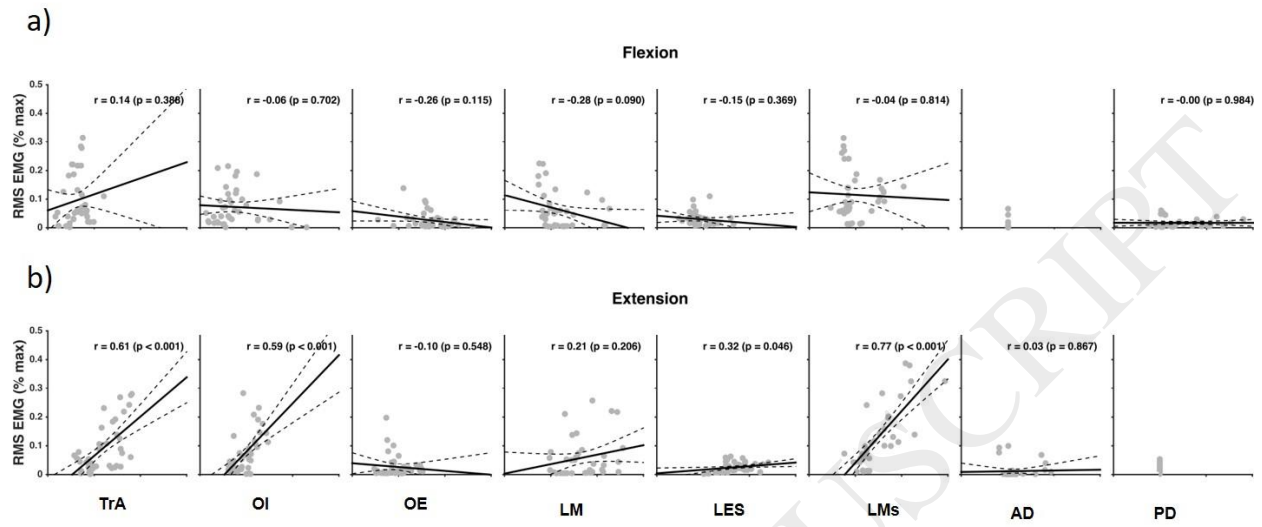 a)
Flexion
r = 0.14 (p = 0.388) r = -0.06 (p = 0.702) r = -0.26 (p = 0.115) r = -0.28 (p = 0.090) r = -0.15 (p = 0.369) r = -0.04 (p = 0.814) r = -0.00 (p = 0.984)
RMS EMG (% max)
0.5
0.4
0.3
0.2
0.1
0
b)
Extension
r = 0.61 (p < 0.001) r = 0.59 (p < 0.001) r = -0.10 (p = 0.548) r = 0.21 (p = 0.206) r = 0.32 (p = 0.046) r = 0.77 (p < 0.001) r = 0.03 (p = 0.867)
RMS EMG (% max)
0.5
0.4
0.3
0.2
0.1
0
TrA OI OE LM LES LMs AD PD
USCRIPT